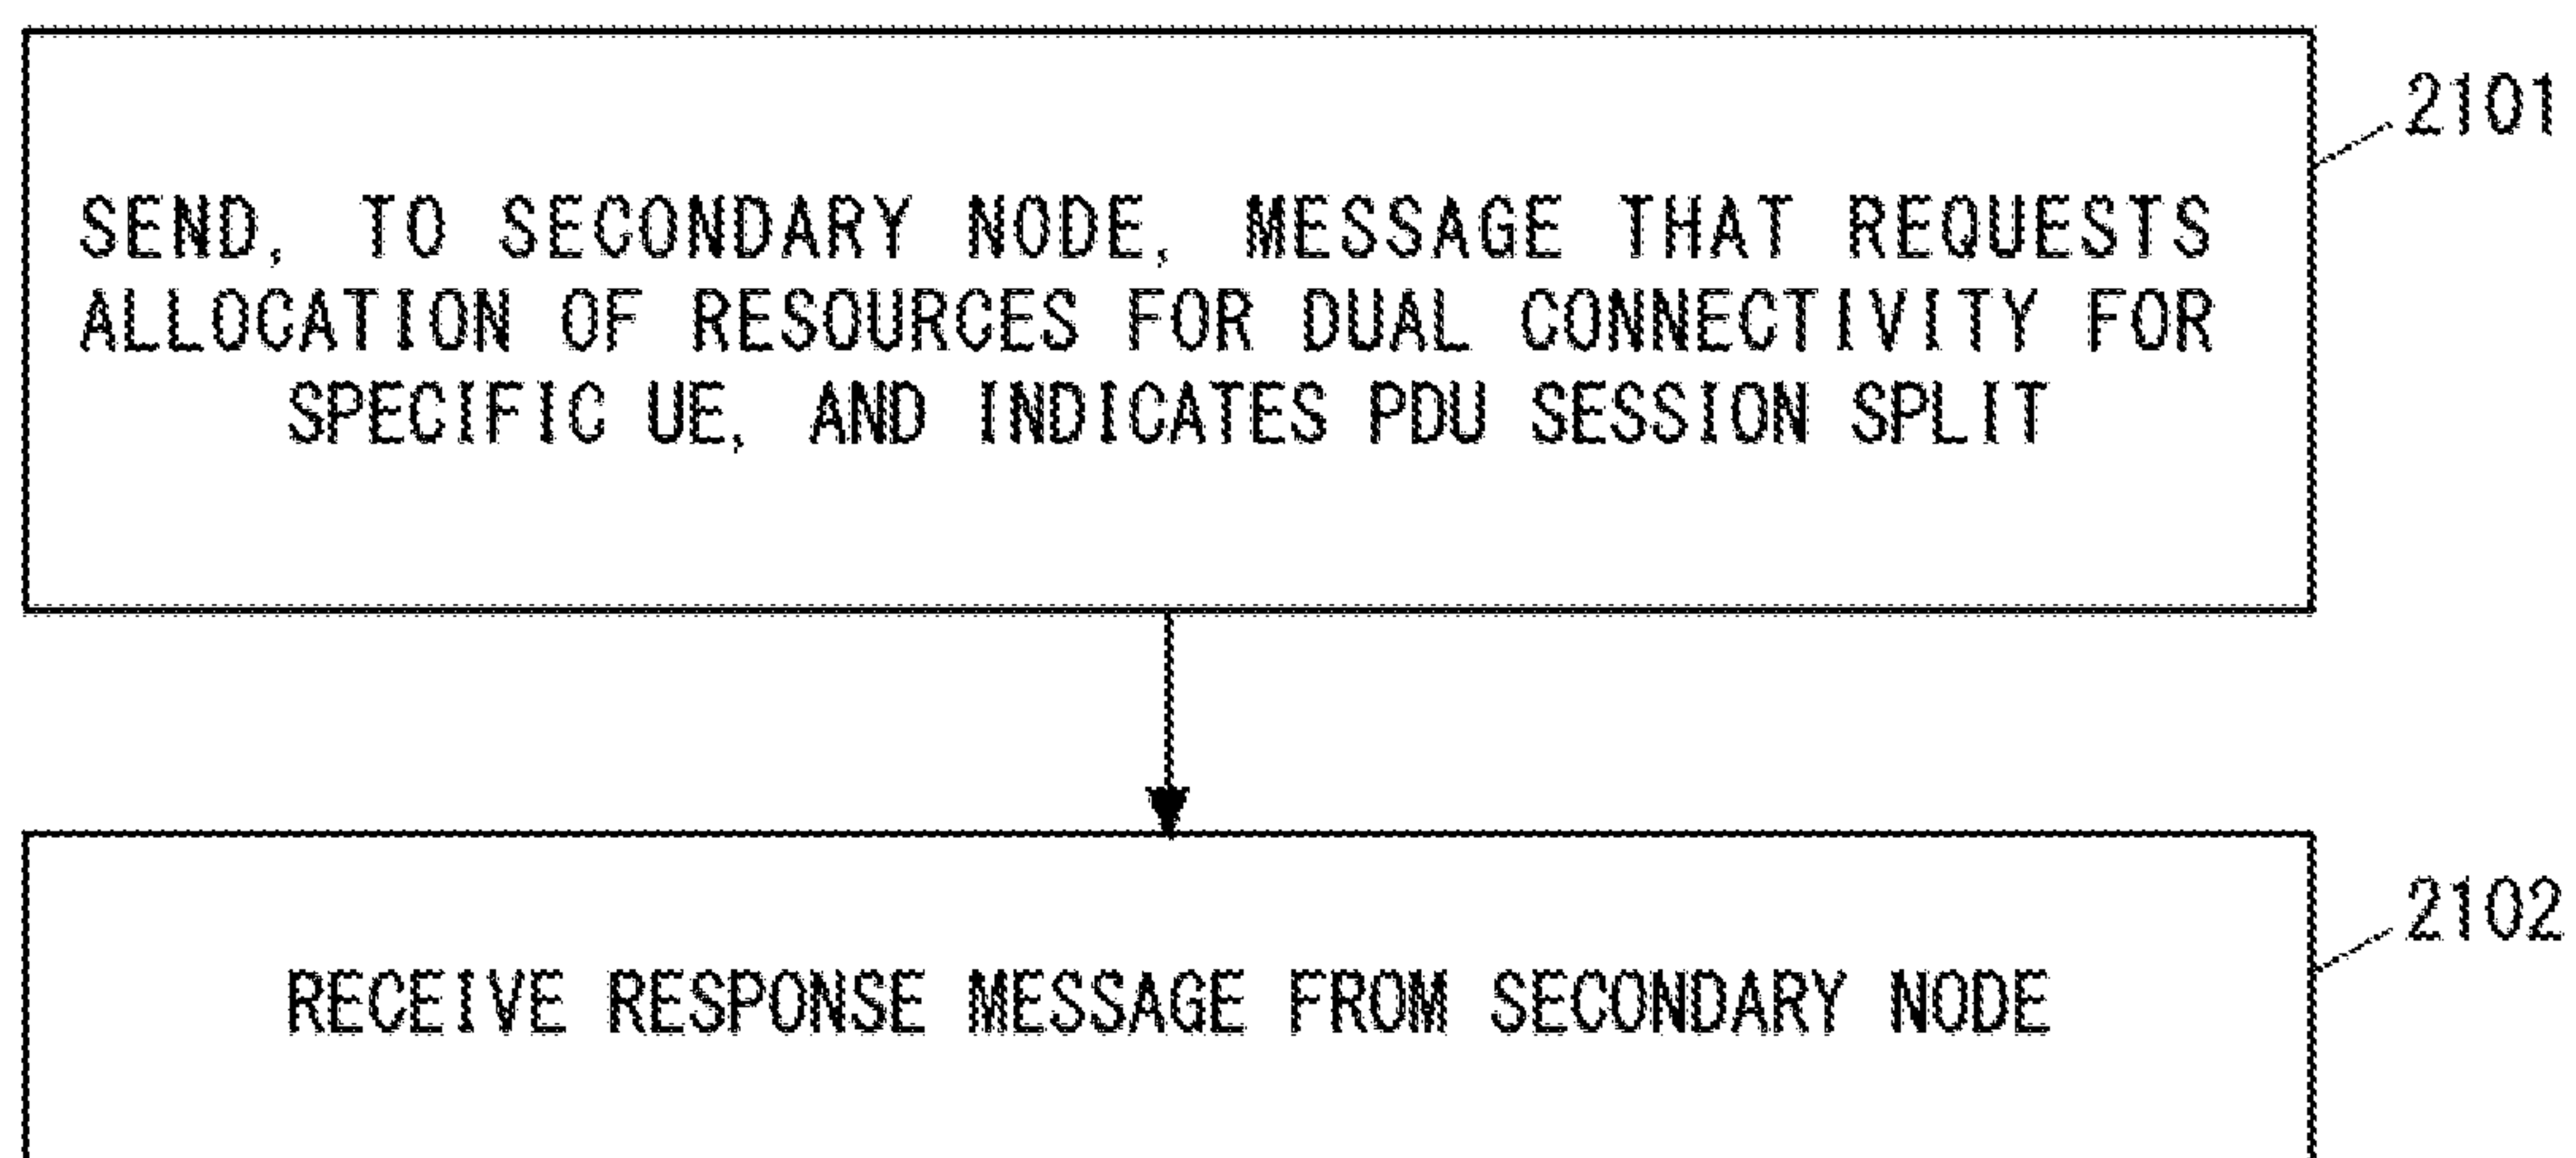 2101
SEND, TO SECONDARY NODE, MESSAGE THAT REQUESTS
ALLOCATION OF RESOURCES FOR DUAL CONNECTIVITY FOR
SPECIFIC UE, AND INDICATES PDU SESSION SPLIT
2102
RECEIVE RESPONSE MESSAGE FROM SECONDARY NODE